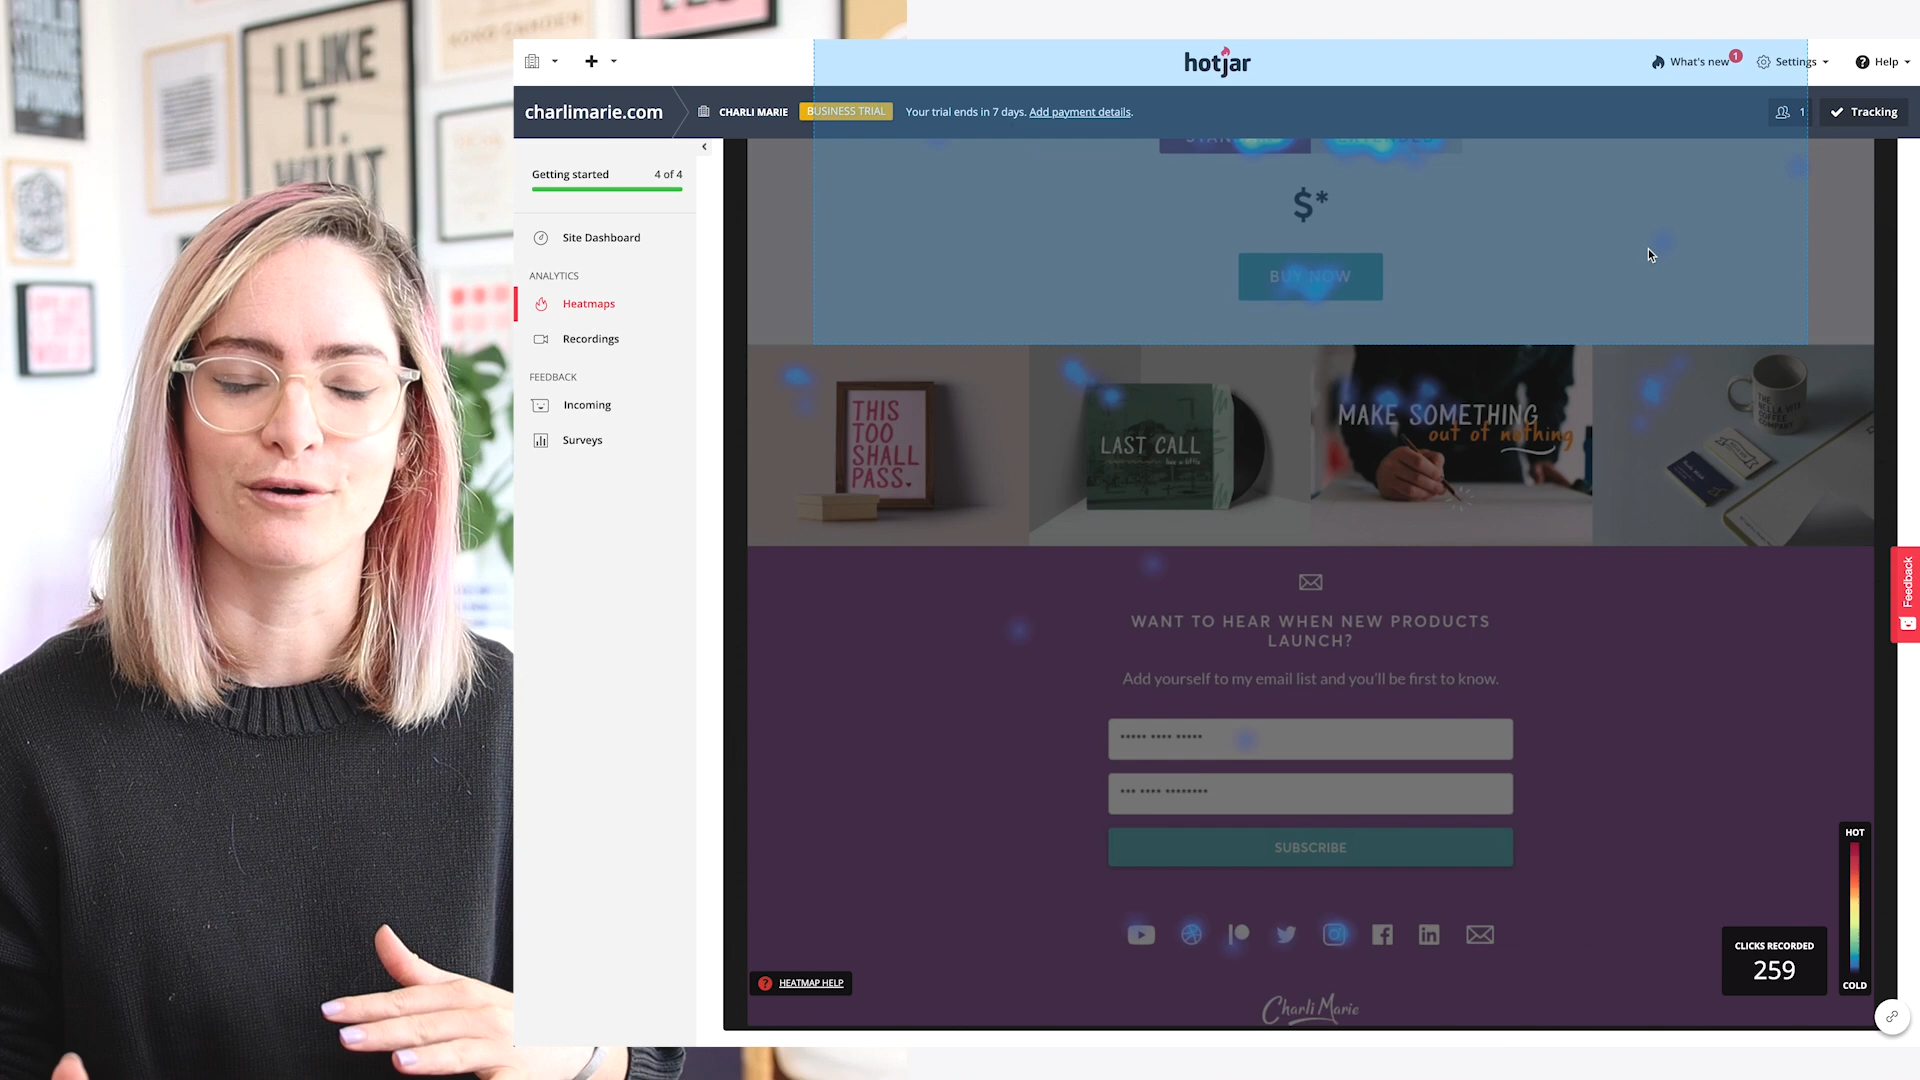 I LIKE
IT.
WHAT
hotjar
What's new
1
Settings
Help
charlimarie.com
CHARLI MARIE
BUSINESS TRIAL
Your trial ends in 7 days. Add payment details.
1
Tracking
Getting started
4 of 4
Site Dashboard
ANALYTICS
Heatmaps
Recordings
FEEDBACK
Incoming
Surveys
$*
BUY NOW
THIS
TOO
SHALL
PASS.
LAST CALL
MAKE SOMETHING
out of nothing
WANT TO HEAR WHEN NEW PRODUCTS
LAUNCH?
Add yourself to my email list and you'll be first to know.
***** **** *****
*** **** ********
SUBSCRIBE
Charli Marie
HEATMAP HELP
CLICKS RECORDED
259
HOT
COLD
Feedback